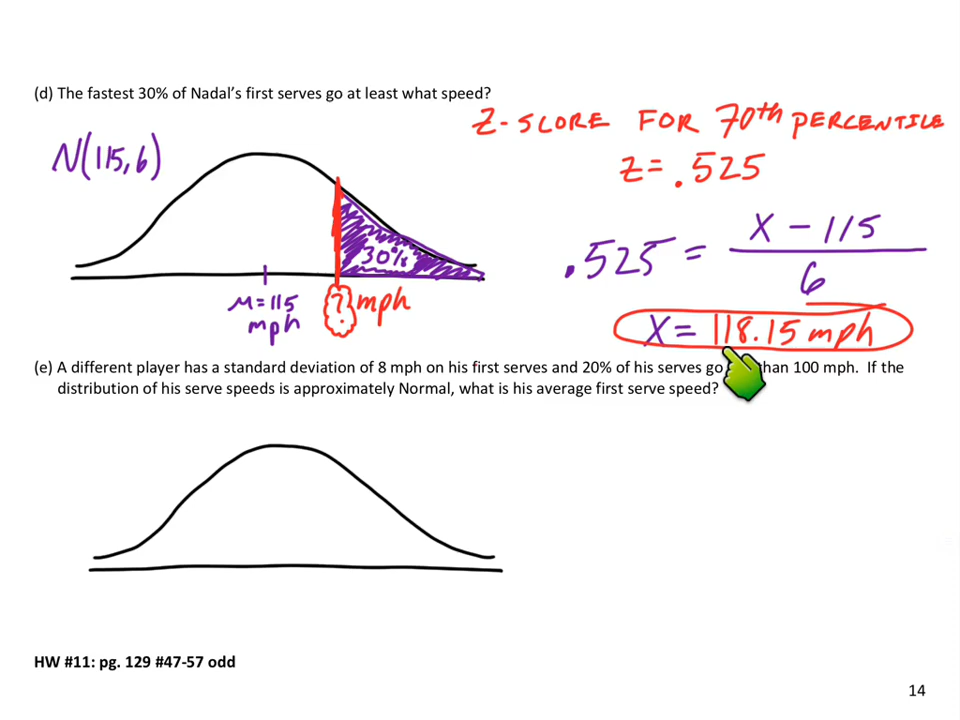 (d) The fastest 30% of Nadal's first serves go at least what speed?
Z-SCORE FOR 70th PERCENTILE
Z= .525
N(115,6)
.525 = X - 115
6
30%
μ=115
mph
? mph
X= 118.15 mph
(e) A different player has a standard deviation of 8 mph on his first serves and 20% of his serves go han 100 mph. If the
distribution of his serve speeds is approximately Normal, what is his average first serve speed?
HW #11: pg. 129 #47-57 odd
14